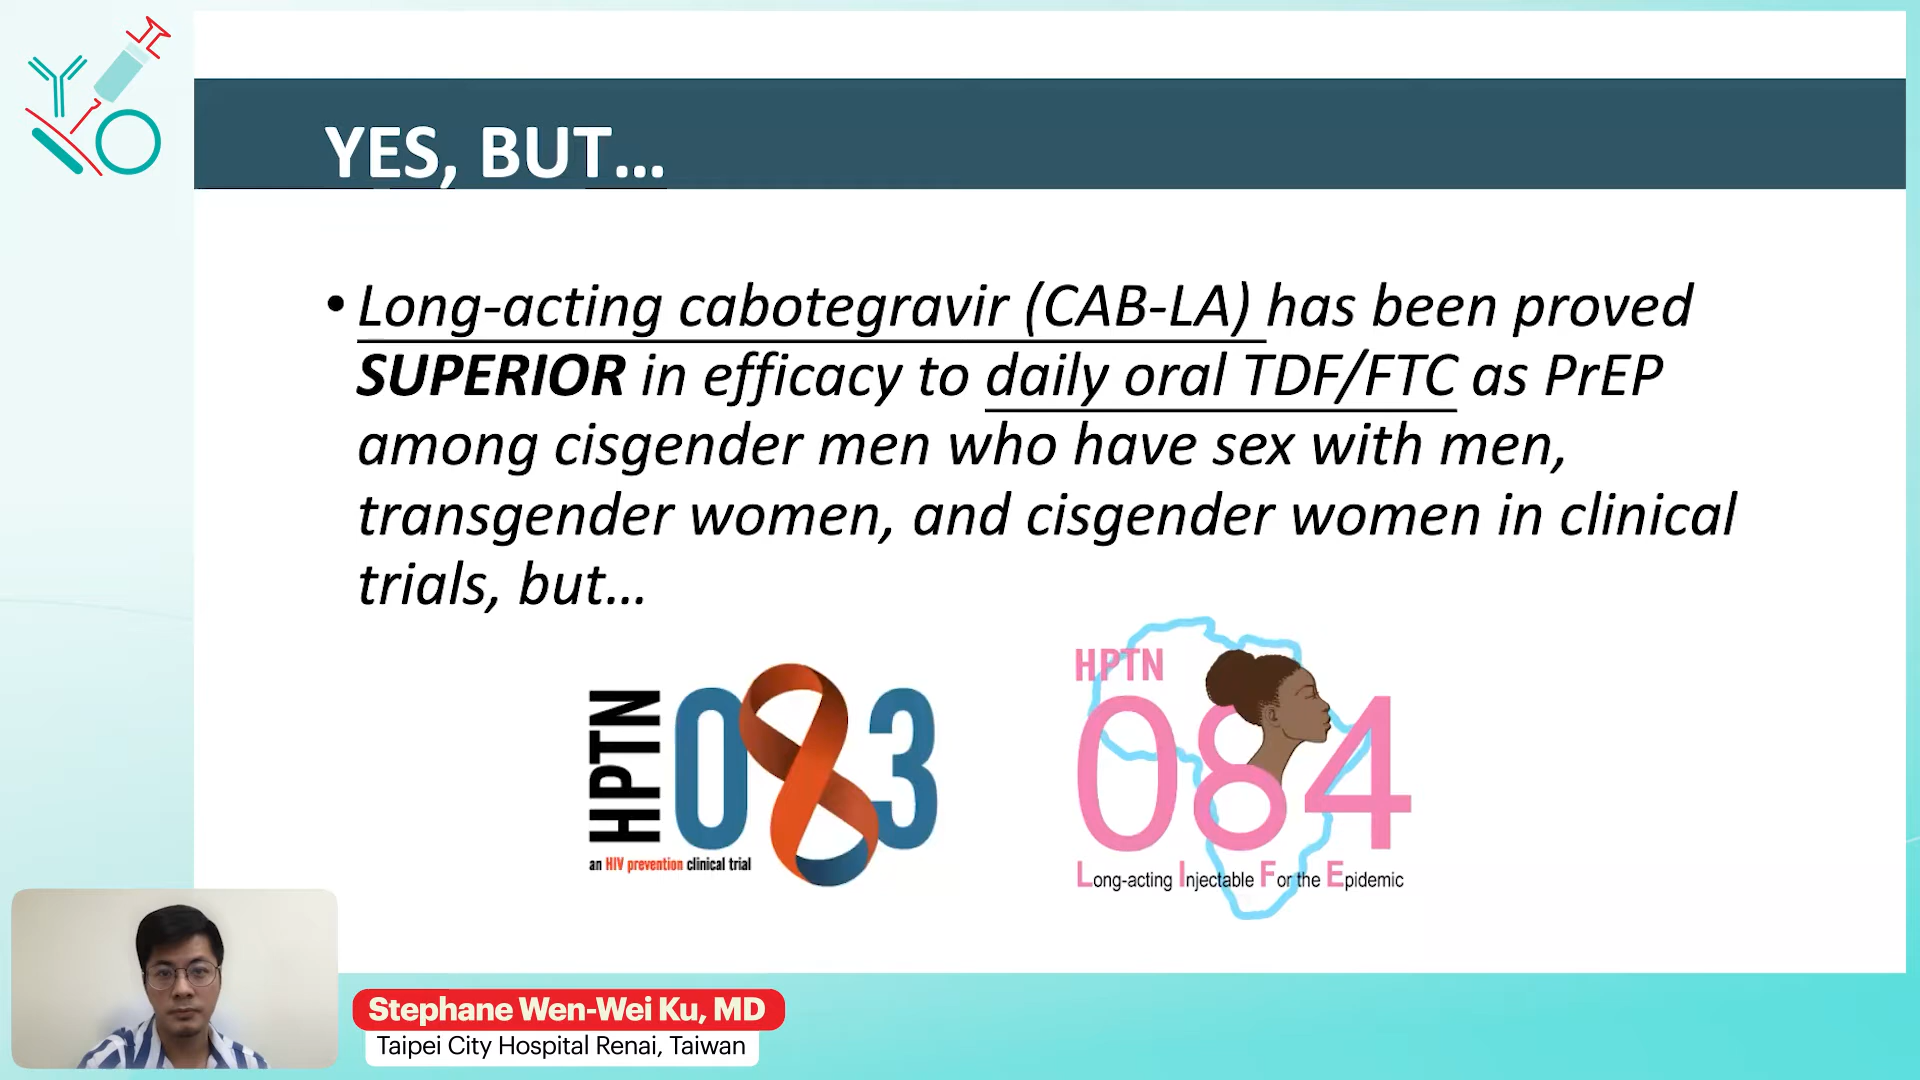 YES, BUT...
• Long-acting cabotegravir (CAB-LA) has been proved
SUPERIOR in efficacy to daily oral TDF/FTC as PrEP
among cisgender men who have sex with men,
transgender women, and cisgender women in clinical
trials, but...
HPTN 083
an HIV prevention clinical trial
HPTN
084
Long-acting Injectable For the Epidemic
Stephane Wen-Wei Ku, MD
Taipei City Hospital Renai, Taiwan